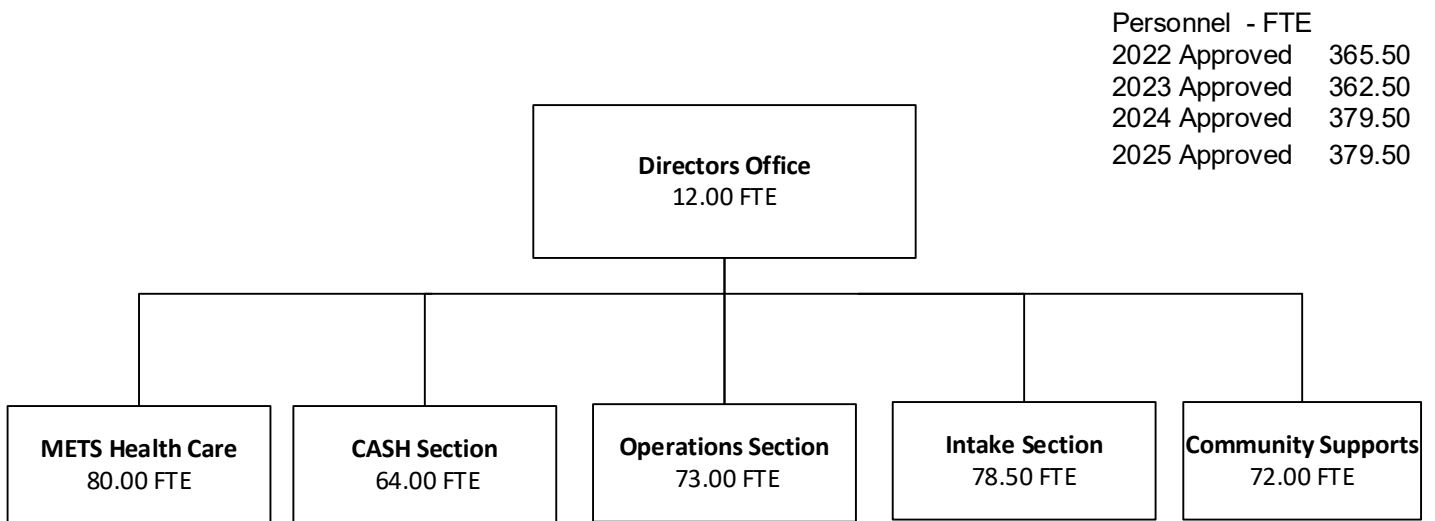 Personnel - FTE
2022 Approved 365.50
2023 Approved 362.50
2024 Approved 379.50
2025 Approved 379.50
Directors Office
12.00 FTE
METS Health Care
80.00 FTE
CASH Section
64.00 FTE
Operations Section
73.00 FTE
Intake Section
78.50 FTE
Community Supports
72.00 FTE